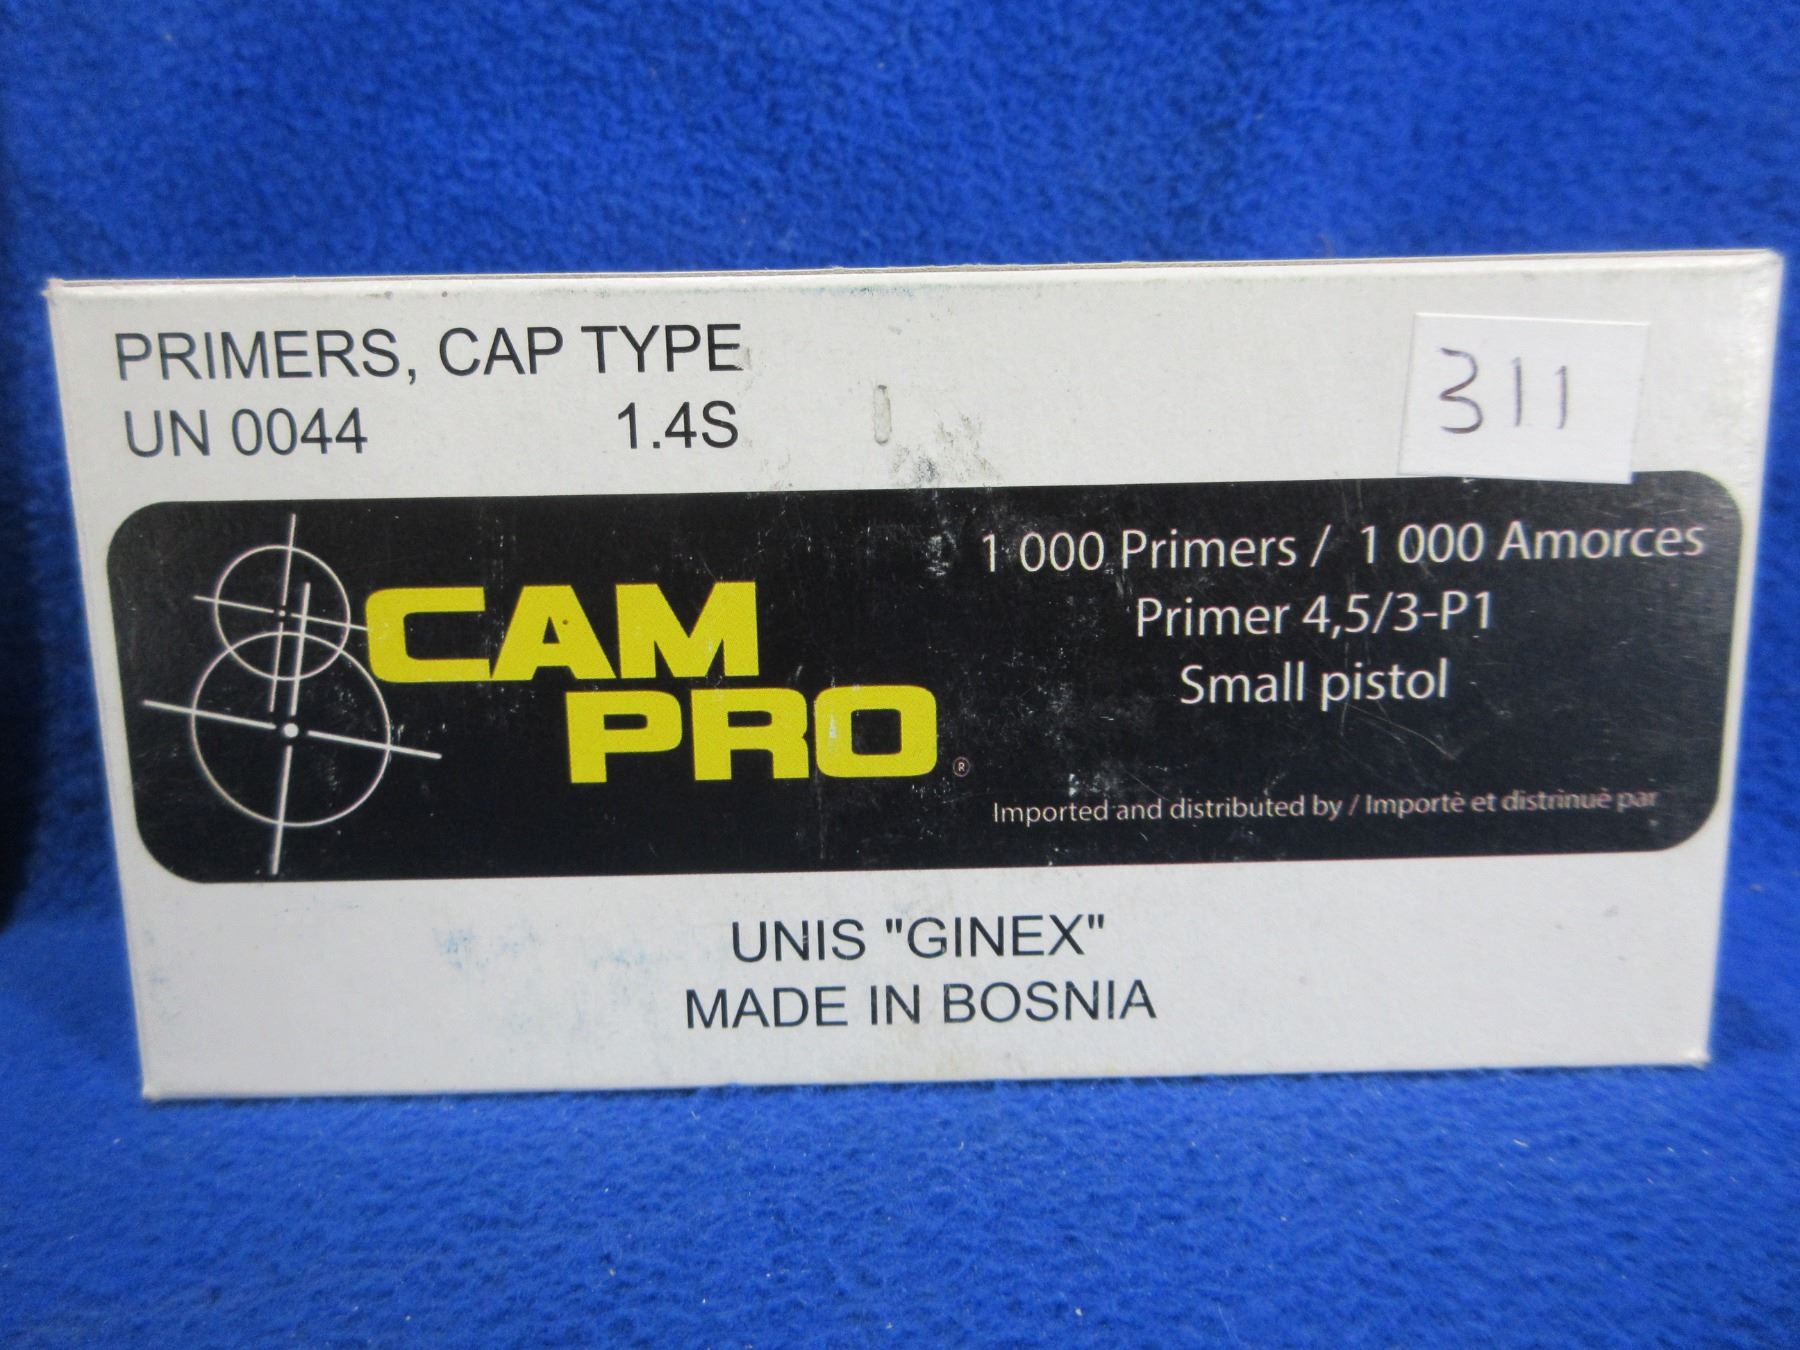 PRIMERS, CAP TYPE
UN 0044 1.4S
311
CAM
PRO ®
1 000 Primers / 1 000 Amorces
Primer 4,5/3-P1
Small pistol
Imported and distributed by / Importè et distrinuè par
UNIS "GINEX"
MADE IN BOSNIA